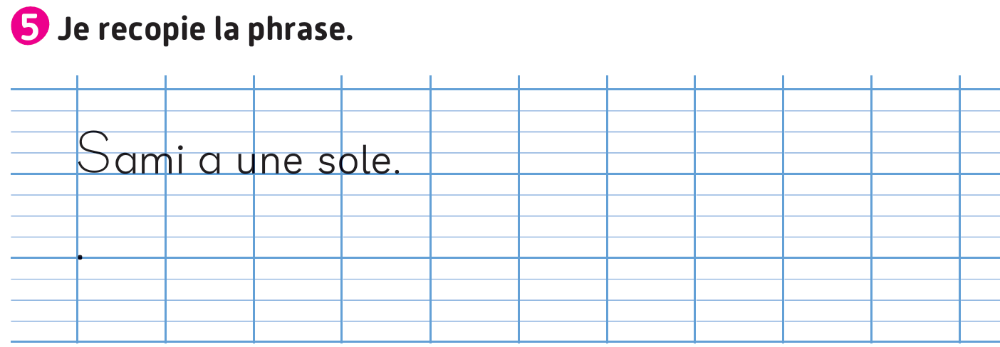 5 Je recopie la phrase.
Sami a une sole.
.